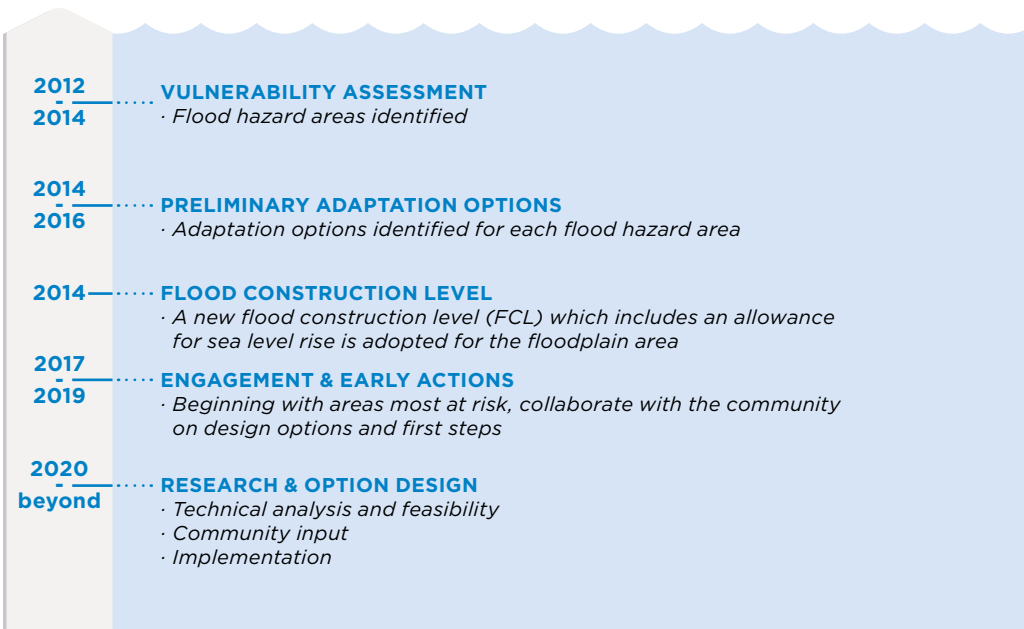 2012
-
2014
VULNERABILITY ASSESSMENT
· Flood hazard areas identified
2014
-
2016
PRELIMINARY ADAPTATION OPTIONS
· Adaptation options identified for each flood hazard area
2014
FLOOD CONSTRUCTION LEVEL
· A new flood construction level (FCL) which includes an allowance
for sea level rise is adopted for the floodplain area
2017
-
2019
ENGAGEMENT & EARLY ACTIONS
· Beginning with areas most at risk, collaborate with the community
on design options and first steps
2020
-
beyond
RESEARCH & OPTION DESIGN
· Technical analysis and feasibility
· Community input
· Implementation